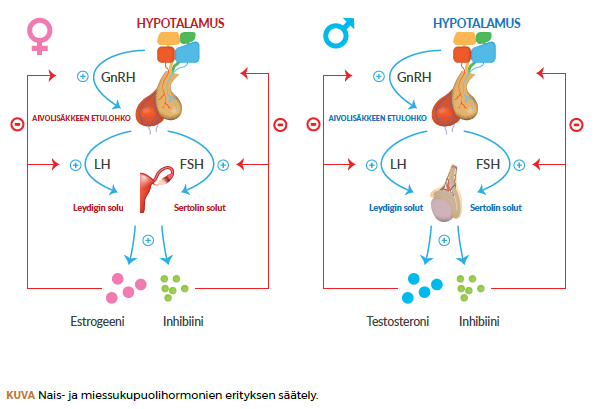 HYPOTALAMUS
GnRH
AIVOLISÄKKEEN ETULOHKO
LH
FSH
Leydigin solu
Sertolin solut
Estrogeeni
Inhibiini
HYPOTALAMUS
GnRH
AIVOLISÄKKEEN ETULOHKO
LH
FSH
Leydigin solut
Sertolin solut
Testosteroni
Inhibiini
KUVA Nais- ja miessukupuolihormonien erityksen säätely.